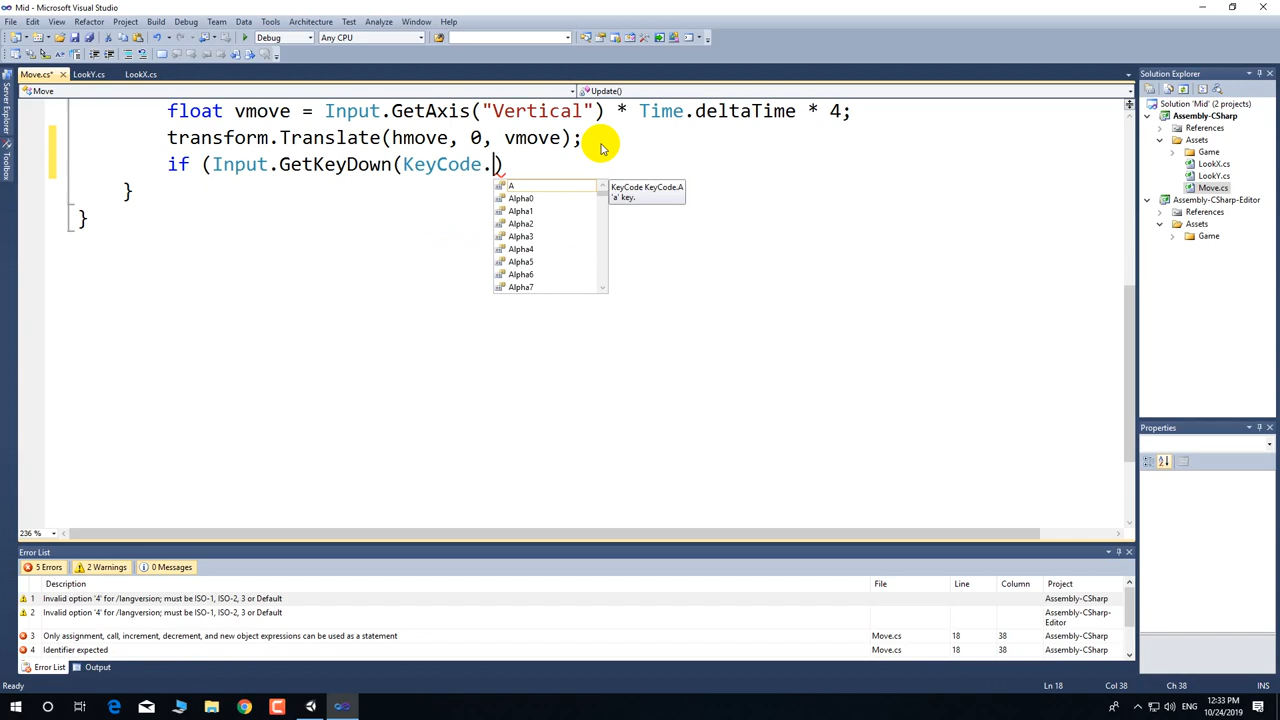 Mid - Microsoft Visual Studio
File Edit View Refactor Project Build Debug Team Data Tools Architecture Test Analyze Window Help
Debug Any CPU
Move.cs* LookY.cs LookX.cs
Move Update()
Server Explorer
Toolbox
float vmove = Input.GetAxis("Vertical") * Time.deltaTime * 4;
transform.Translate(hmove, 0, vmove);
if (Input.GetKeyDown(KeyCode.)
}
}
A
Alpha0
Alpha1
Alpha2
Alpha3
Alpha4
Alpha5
Alpha6
Alpha7
KeyCode KeyCode.A
'a' key.
236 %
Solution Explorer
Solution 'Mid' (2 projects)
Assembly-CSharp
References
Assets
Game
LookX.cs
LookY.cs
Move.cs
Assembly-CSharp-Editor
References
Assets
Game
Properties
Error List
5 Errors 2 Warnings 0 Messages
Description File Line Column Project
1 Invalid option '4' for /langversion; must be ISO-1, ISO-2, 3 or Default Assembly-CSharp
2 Invalid option '4' for /langversion; must be ISO-1, ISO-2, 3 or Default Assembly-CSharp-Editor
3 Only assignment, call, increment, decrement, and new object expressions can be used as a statement Move.cs 18 38 Assembly-CSharp
4 Identifier expected Move.cs 18 38 Assembly-CSharp
Error List Output
Ready Ln 18 Col 38 Ch 38 INS
12:33 PM
10/24/2019